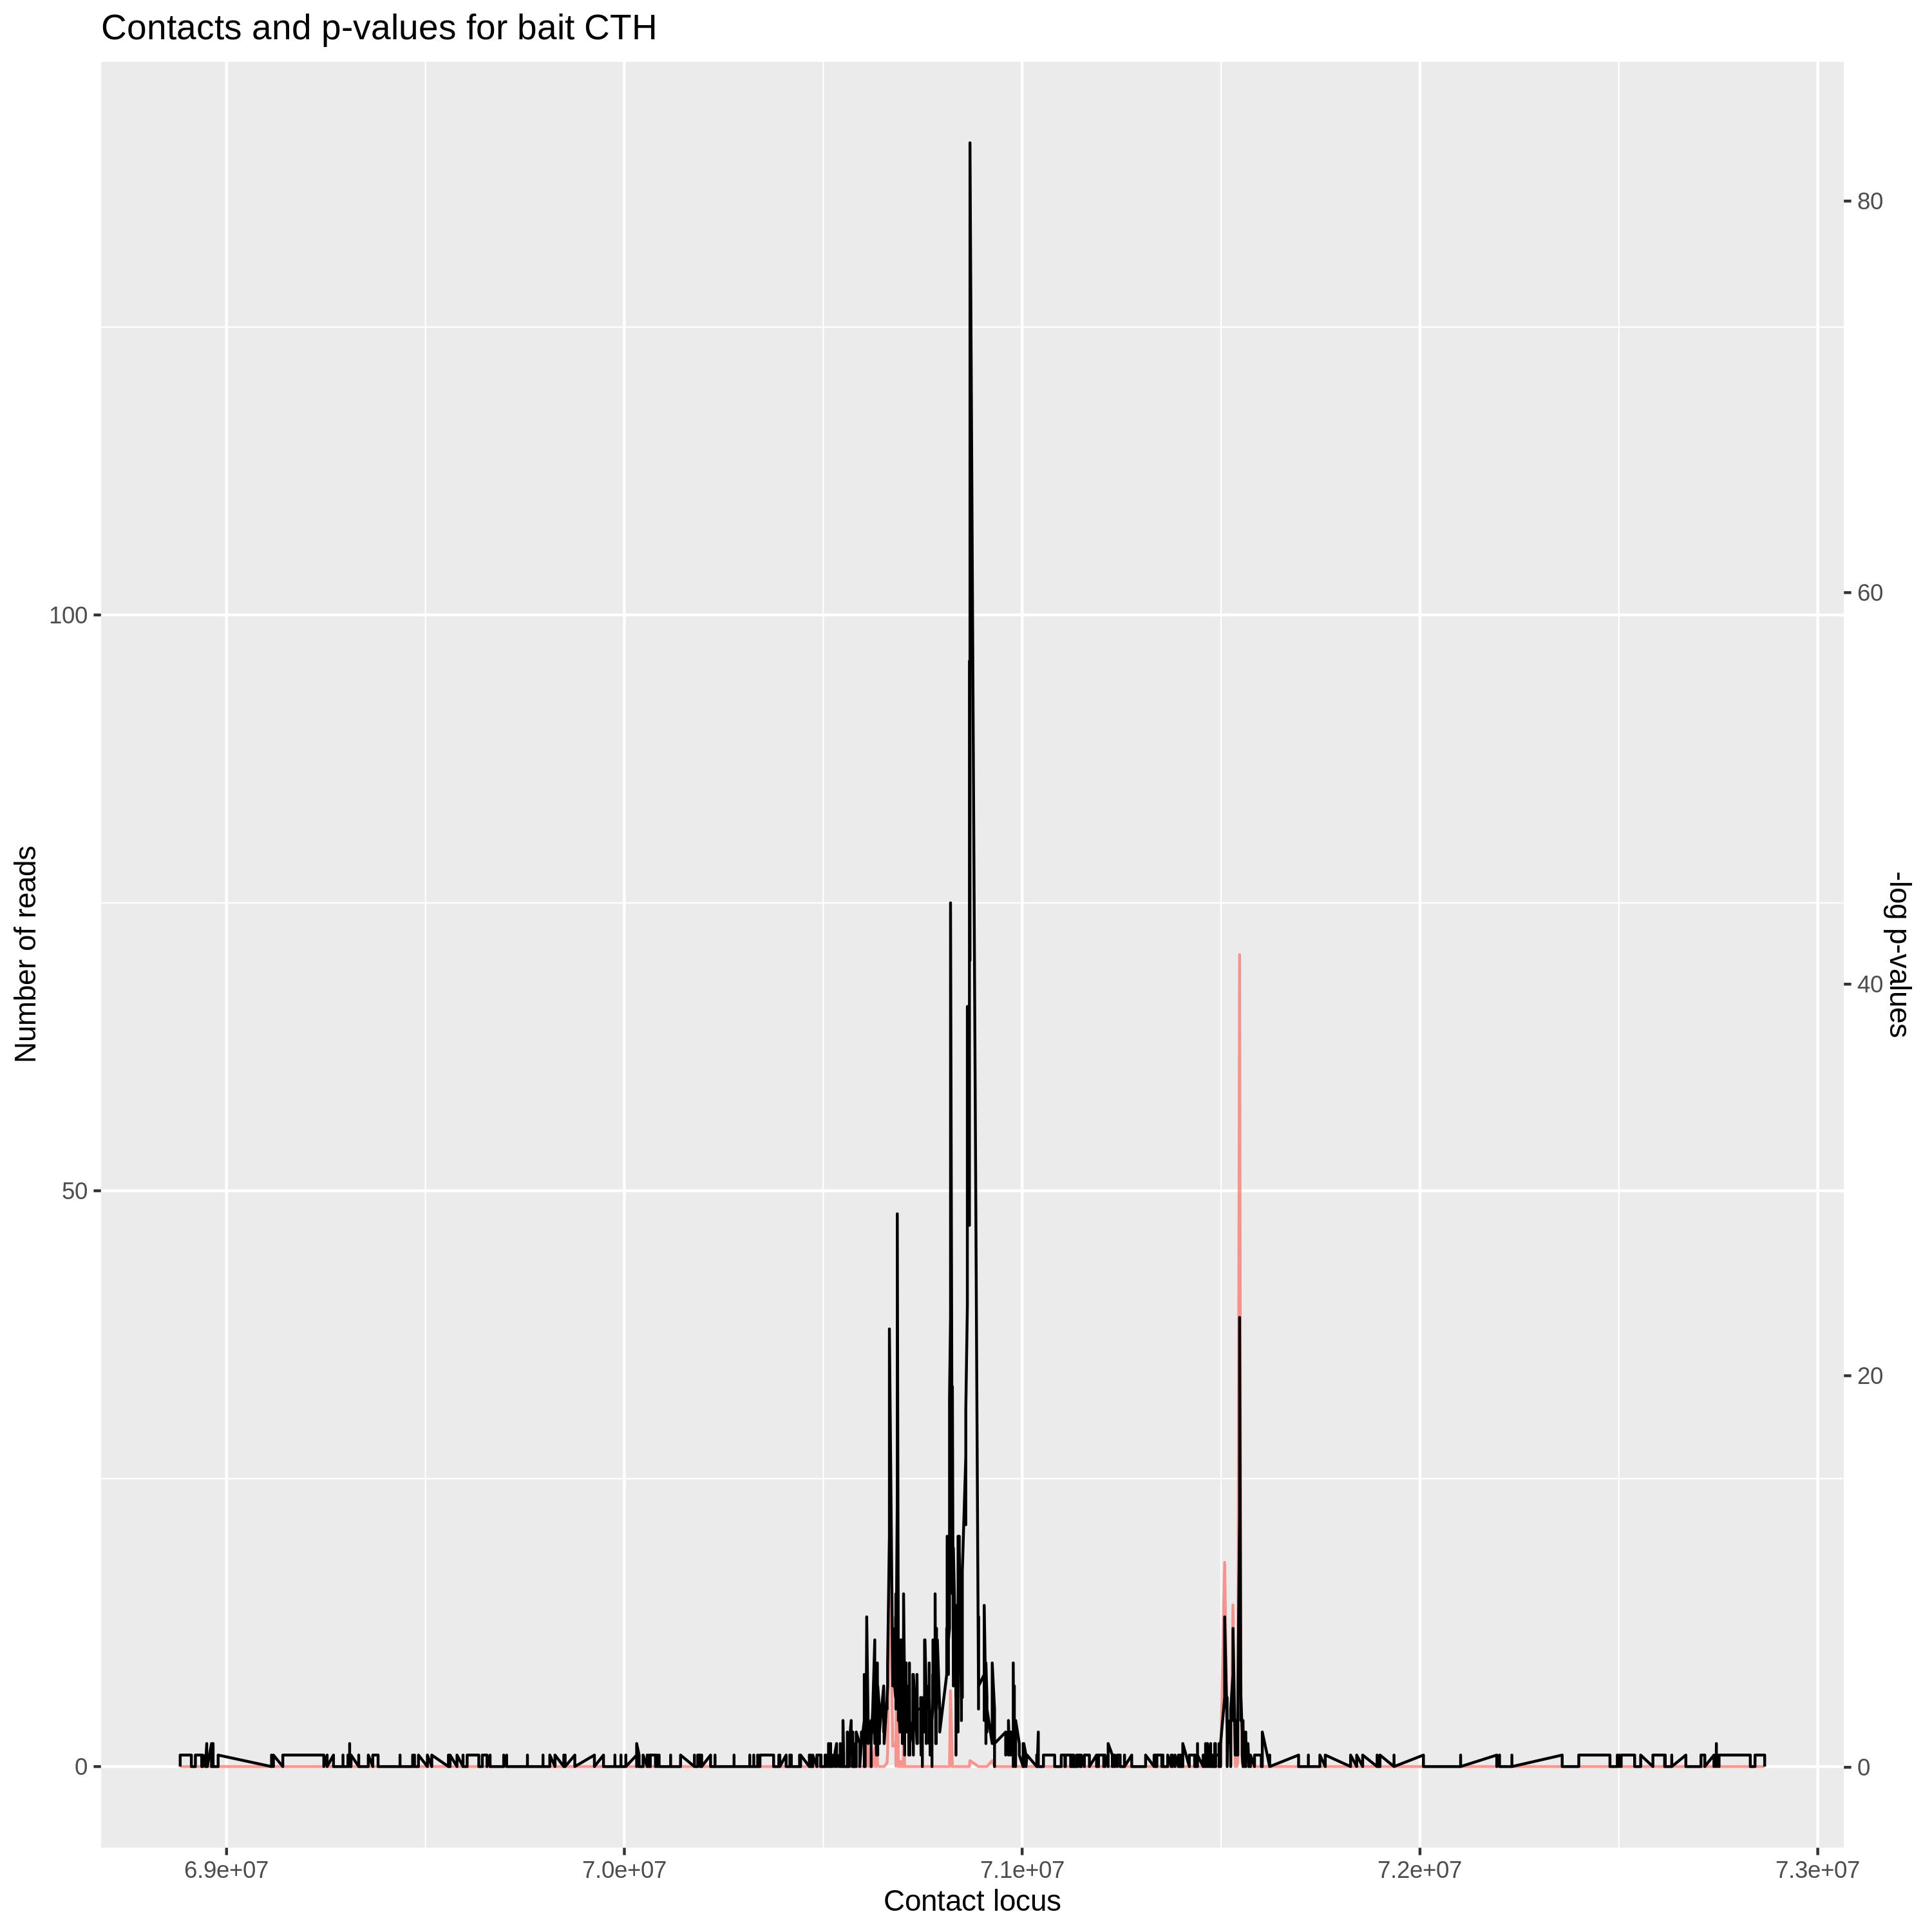 Contacts and p-values for bait CTH
Number of reads
100
50
0
80
60
40
20
0
-log p-values
6.9e+07
7.0e+07
7.1e+07
7.2e+07
7.3e+07
Contact locus